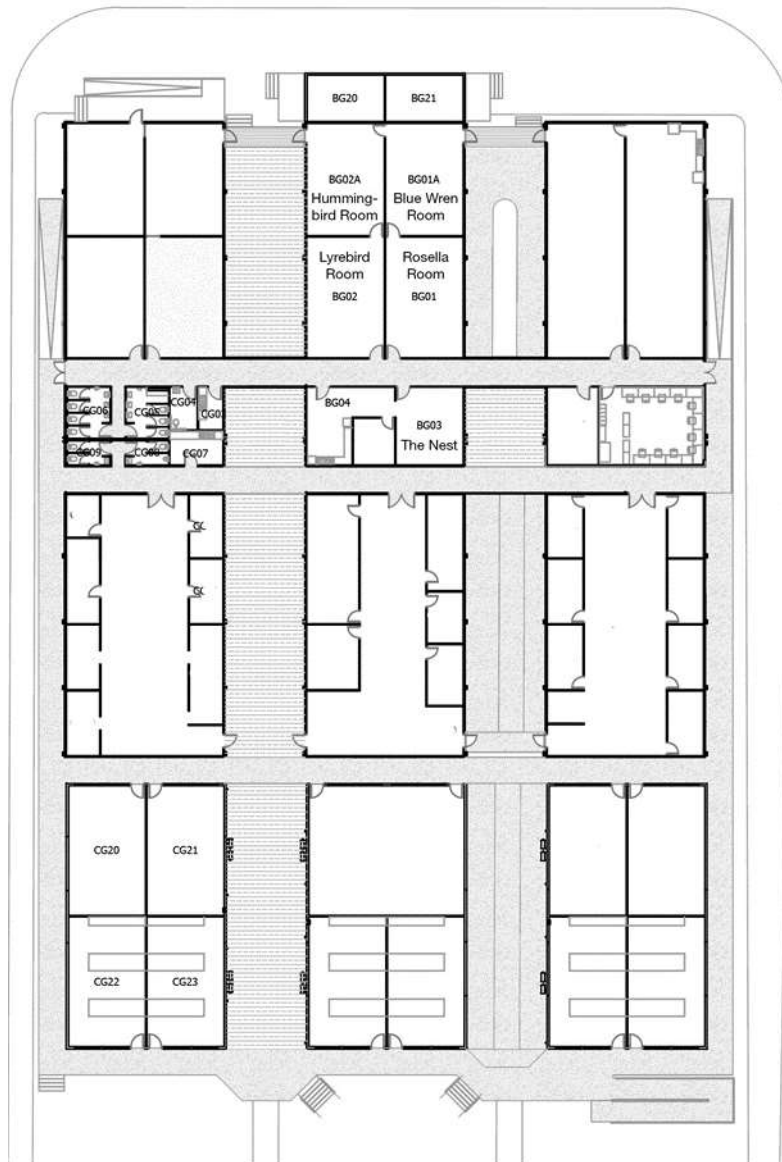 BG20
BG21
BG02A
Humming-
bird Room
BG01A
Blue Wren
Room
Lyrebird
Room
BG02
Rosella
Room
BG01
CG06
CG05
CG04
CG03
BG04
BG03
The Nest
CG09
CG08
CG07
CG20
CG21
CG22
CG23